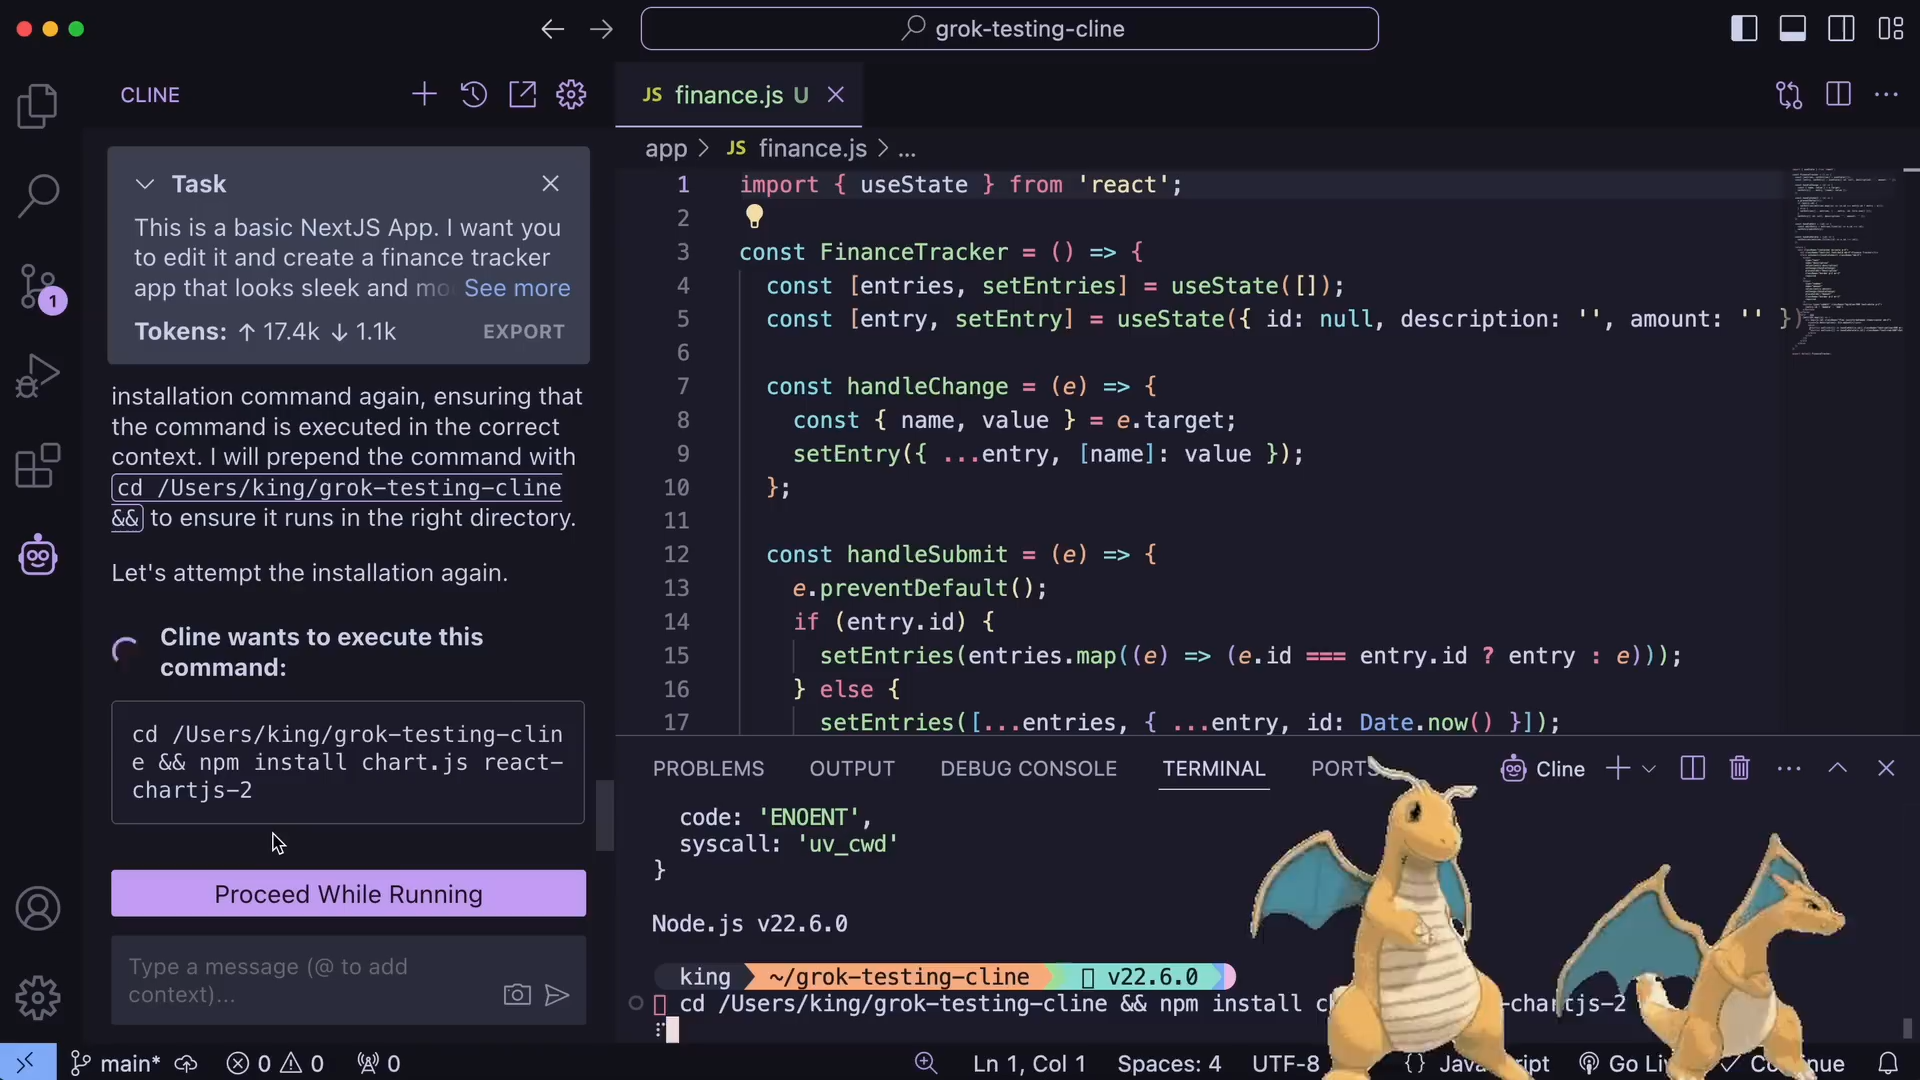 grok-testing-cline
CLINE
JS finance.js U
app > JS finance.js > ...
Task
This is a basic NextJS App. I want you
to edit it and create a finance tracker
app that looks sleek and mo See more
Tokens: ↑ 17.4k ↓ 1.1k EXPORT
1
installation command again, ensuring that
the command is executed in the correct
context. I will prepend the command with
cd /Users/king/grok-testing-cline
&& to ensure it runs in the right directory.
Let's attempt the installation again.
Cline wants to execute this
command:
cd /Users/king/grok-testing-clin
e && npm install chart.js react-
chartjs-2
Proceed While Running
Type a message (@ to add
context)...
1 import { useState } from 'react';
2
3 const FinanceTracker = () => {
4 const [entries, setEntries] = useState([]);
5 const [entry, setEntry] = useState({ id: null, description: '', amount: '' })
6
7 const handleChange = (e) => {
8 const { name, value } = e.target;
9 setEntry({ ...entry, [name]: value });
10 };
11
12 const handleSubmit = (e) => {
13 e.preventDefault();
14 if (entry.id) {
15 setEntries(entries.map((e) => (e.id === entry.id ? entry : e)));
16 } else {
17 setEntries([...entries, { ...entry, id: Date.now() }]);
PROBLEMS OUTPUT DEBUG CONSOLE TERMINAL PORTS Cline
code: 'ENOENT',
syscall: 'uv_cwd'
}
Node.js v22.6.0
king ~/grok-testing-cline v22.6.0
cd /Users/king/grok-testing-cline && npm install c -chartjs-2
main* 0 0 0 Ln 1, Col 1 Spaces: 4 UTF-8 {} Java pt Go Li